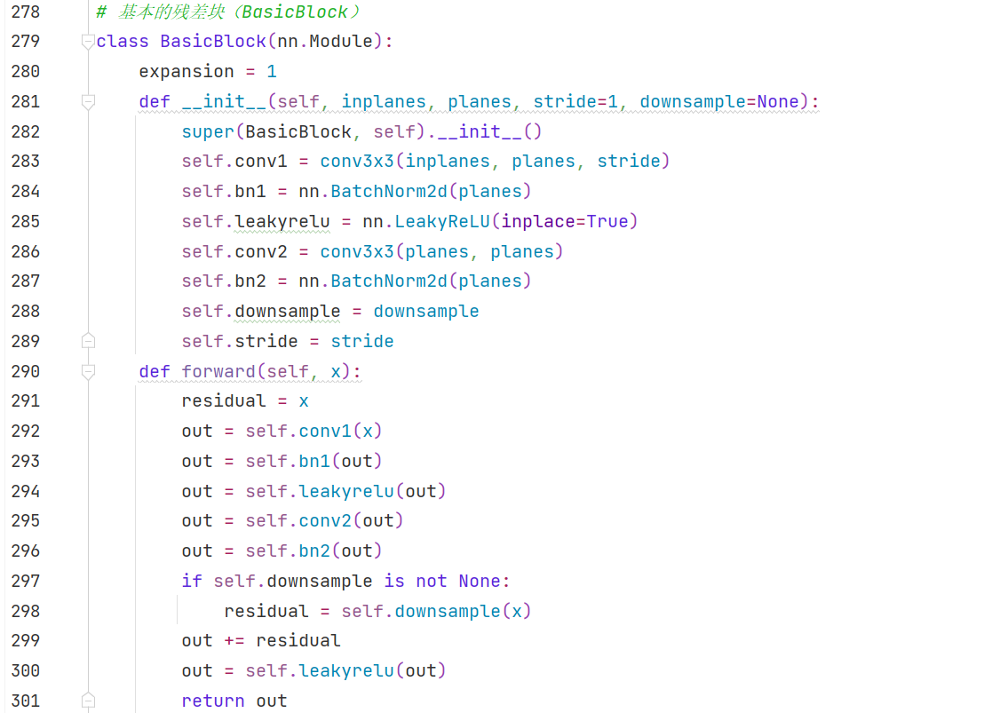 278 # 基本的残差块（BasicBlock）
279 class BasicBlock(nn.Module):
280     expansion = 1
281     def __init__(self, inplanes, planes, stride=1, downsample=None):
282         super(BasicBlock, self).__init__()
283         self.conv1 = conv3x3(inplanes, planes, stride)
284         self.bn1 = nn.BatchNorm2d(planes)
285         self.leakyrelu = nn.LeakyReLU(inplace=True)
286         self.conv2 = conv3x3(planes, planes)
287         self.bn2 = nn.BatchNorm2d(planes)
288         self.downsample = downsample
289         self.stride = stride
290     def forward(self, x):
291         residual = x
292         out = self.conv1(x)
293         out = self.bn1(out)
294         out = self.leakyrelu(out)
295         out = self.conv2(out)
296         out = self.bn2(out)
297         if self.downsample is not None:
298             residual = self.downsample(x)
299         out += residual
300         out = self.leakyrelu(out)
301         return out